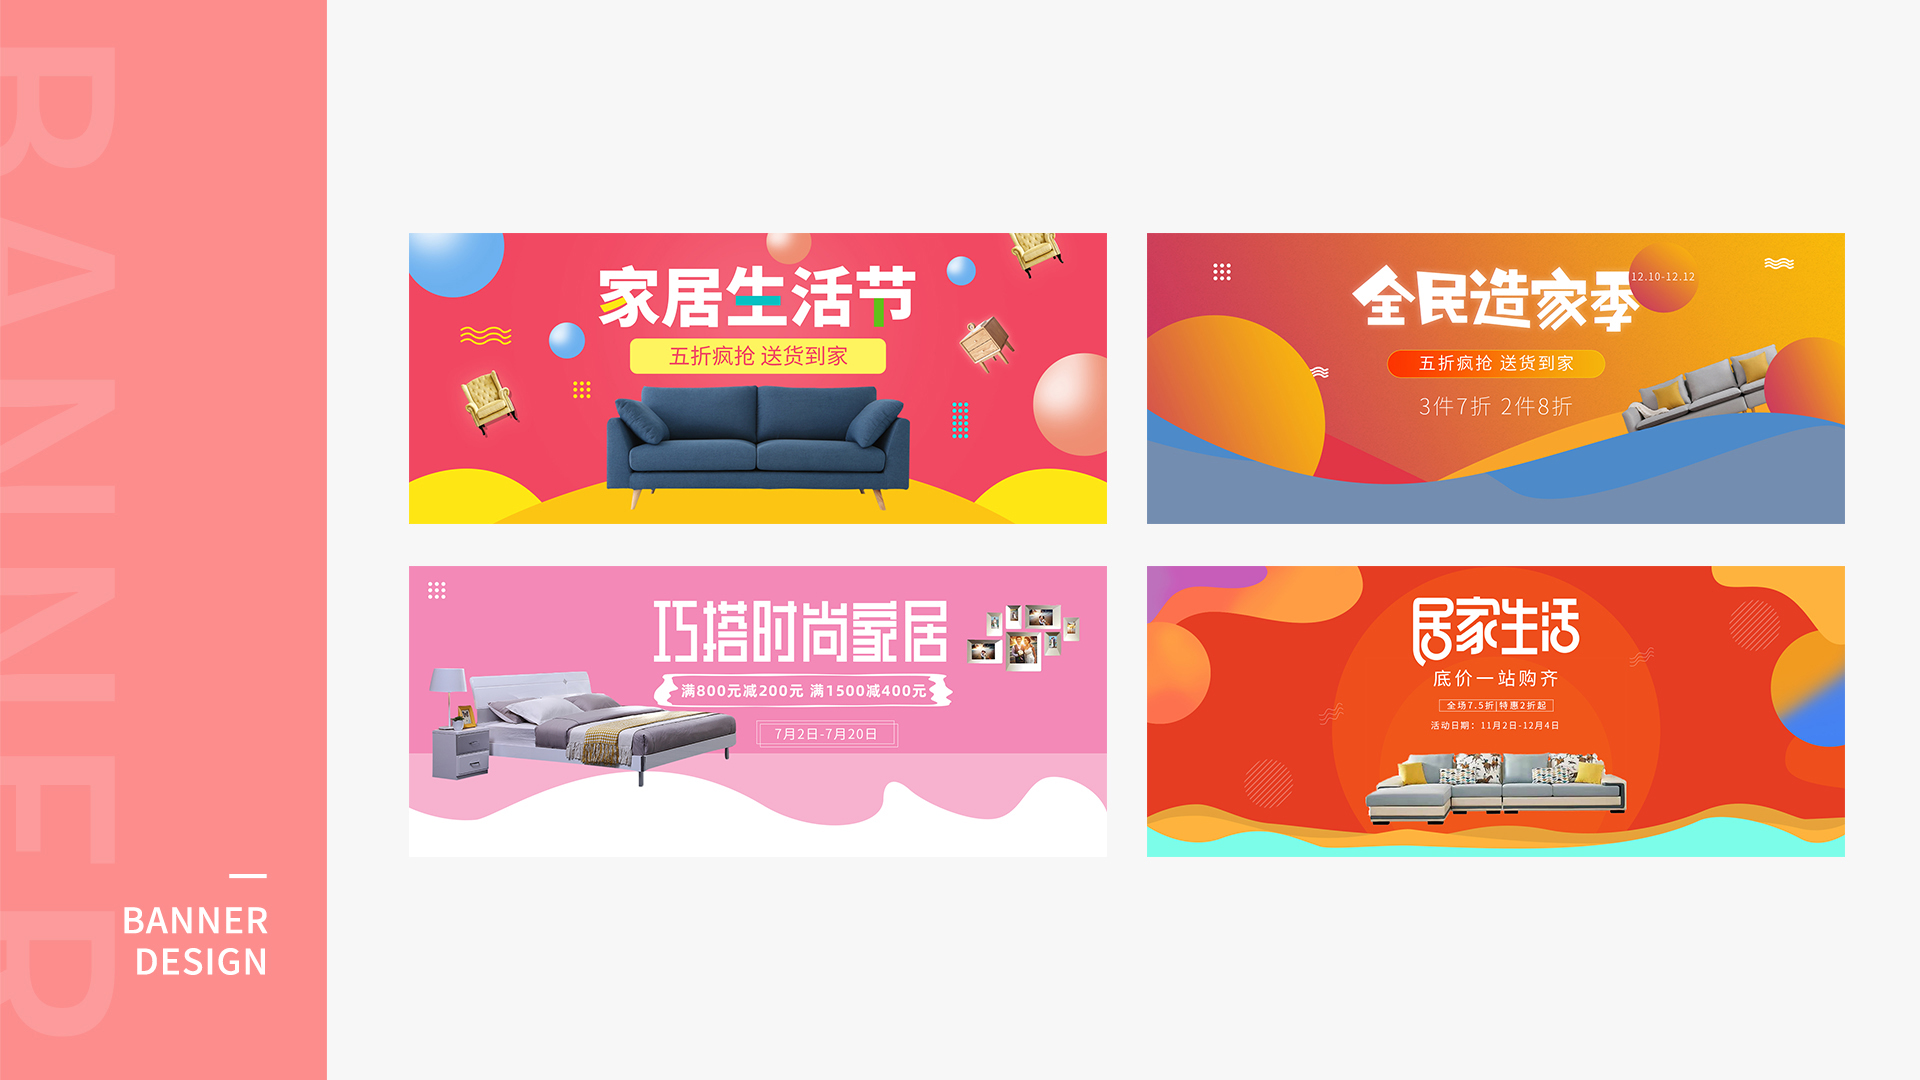 BANNER
BANNER
DESIGN
家居生活节
五折疯抢 送货到家
全民造家季
12.10-12.12
五折疯抢 送货到家
3件7折 2件8折
巧搭时尚家居
满800元减200元 满1500减400元
7月2日-7月20日
居家生活
底价一站购齐
全场7.5折|特惠2折起
活动日期：11月2日-12月4日